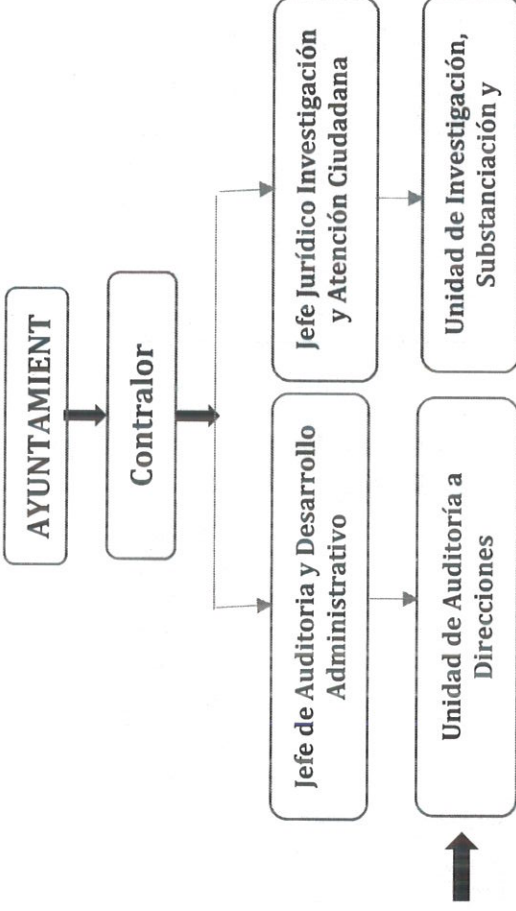 AYUNTAMIENT
Contralor
Jefe de Auditoria y Desarrollo
Administrativo
Jefe Jurídico Investigación
y Atención Ciudadana
Unidad de Auditoría a
Direcciones
Unidad de Investigación,
Substanciación y